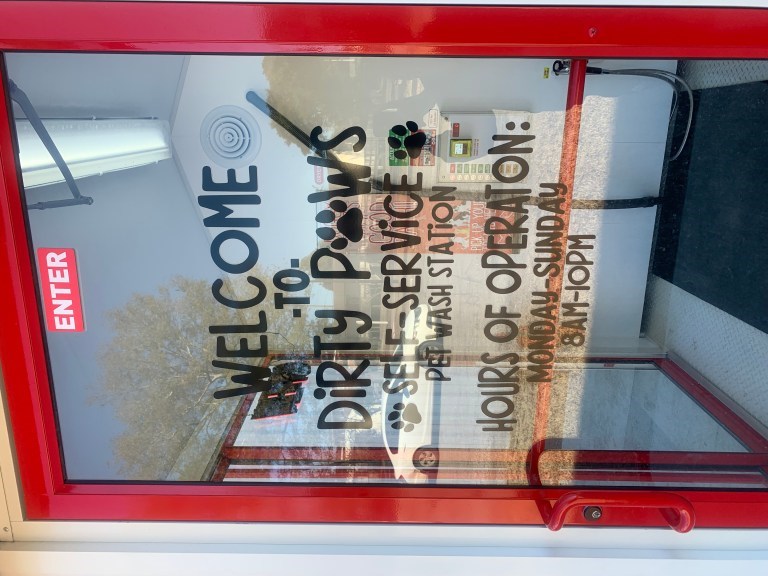 ENTER
WELCOME
-TO-
DiRTy PAWS
SELF-SERViCE
PET WASH STATION
HOURS OF OPERATON:
MONDAY-SUNDAY
8AM-10PM